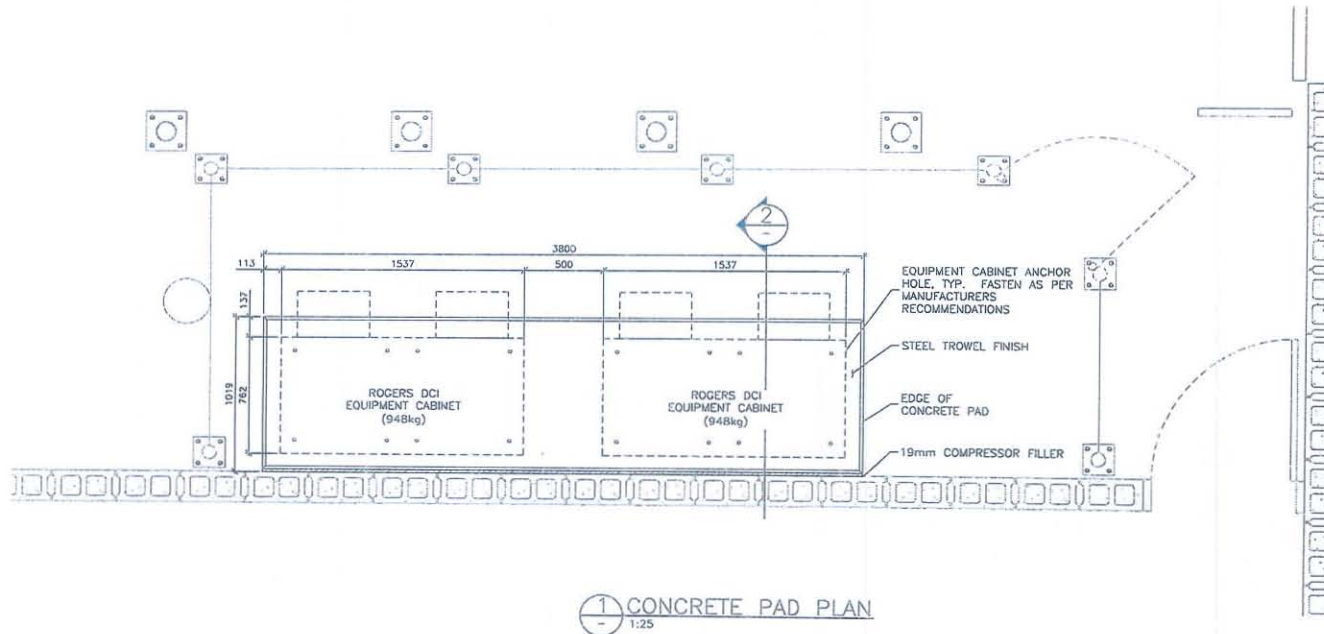 2
-
3800
113
1537
500
1537
137
1019
762
EQUIPMENT CABINET ANCHOR
HOLE, TYP. FASTEN AS PER
MANUFACTURERS
RECOMMENDATIONS
STEEL TROWEL FINISH
ROGERS DCI
EQUIPMENT CABINET
(948kg)
ROGERS DCI
EQUIPMENT CABINET
(948kg)
EDGE OF
CONCRETE PAD
19mm COMPRESSOR FILLER
1
-
CONCRETE PAD PLAN
1:25